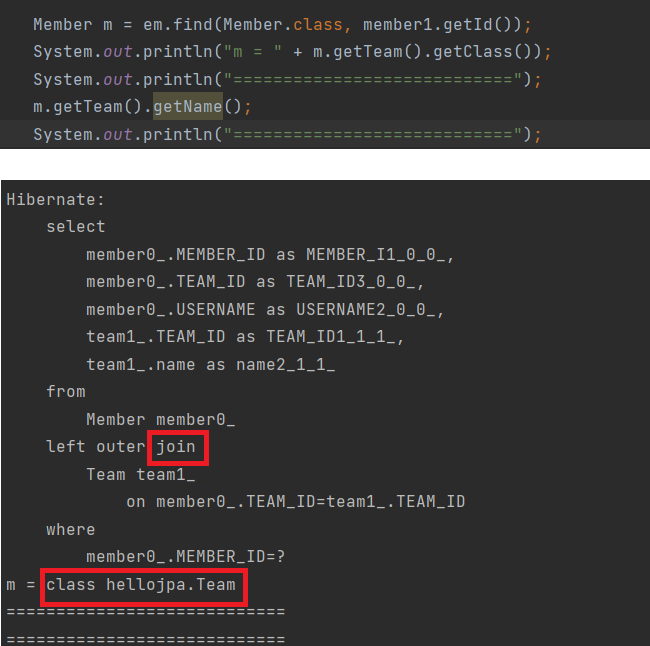 Member m = em.find(Member.class, member1.getId());
System.out.println("m = " + m.getTeam().getClass());
System.out.println("============================");
m.getTeam().getName();
System.out.println("============================");
Hibernate:
select
member0_.MEMBER_ID as MEMBER_I1_0_0_,
member0_.TEAM_ID as TEAM_ID3_0_0_,
member0_.USERNAME as USERNAME2_0_0_,
team1_.TEAM_ID as TEAM_ID1_1_1_,
team1_.name as name2_1_1_
from
Member member0_
left outer join
Team team1_
on member0_.TEAM_ID=team1_.TEAM_ID
where
member0_.MEMBER_ID=?
m = class hellojpa.Team
============================
============================